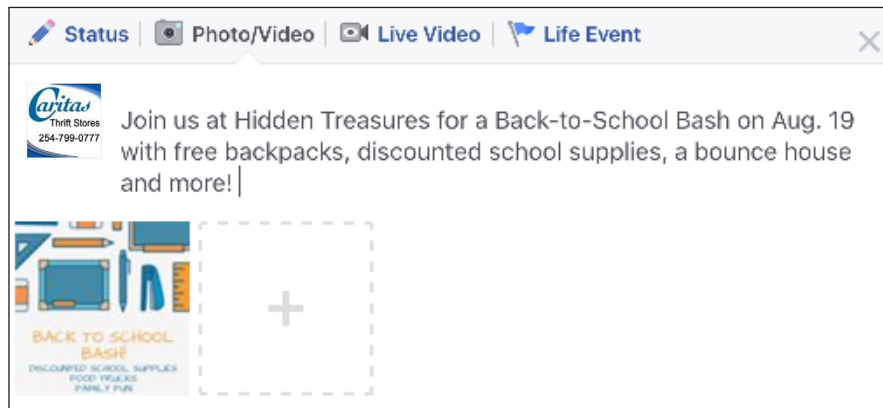 Status Photo/Video Live Video Life Event
Caritas
Thrift Stores
254-799-0777
Join us at Hidden Treasures for a Back-to-School Bash on Aug. 19
with free backpacks, discounted school supplies, a bounce house
and more!
BACK TO SCHOOL
BASH!
DISCOUNTED SCHOOL SUPPLIES
FOOD TRUCKS
FAMILY FUN